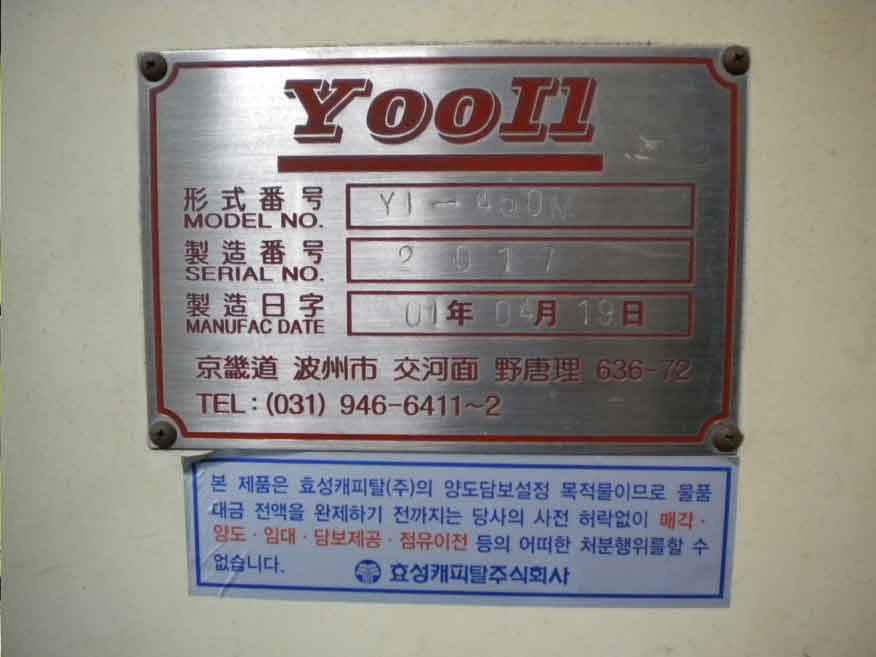 YooIl
形式番号 MODEL NO. YI-450M
製造番号 SERIAL NO. 2017
製造日字 MANUFAC DATE 01年 04月 19日
京畿道 波州市 交河面 野唐理 636-72
TEL : (031) 946-6411~2
본 제품은 효성캐피탈(주)의 양도담보설정 목적물이므로 물품
대금 전액을 완제하기 전까지는 당사의 사전 허락없이 매각·
양도·임대·담보제공·점유이전 등의 어떠한 처분행위를할 수
없습니다. 효성캐피탈주식회사